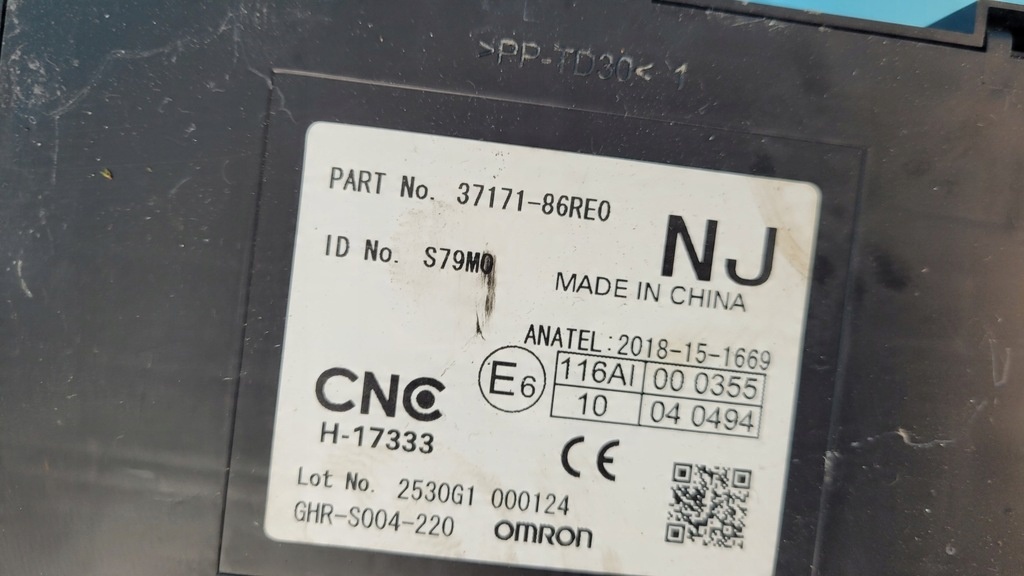 >PP-TD30< 1
PART No. 37171-86RE0
NJ
ID No. S79M0
MADE IN CHINA
ANATEL:2018-15-1669
E6
116AI 00 0355
10 04 0494
CNC
H-17333
CE
Lot No. 2530G1 000124
GHR-S004-220 OMRON